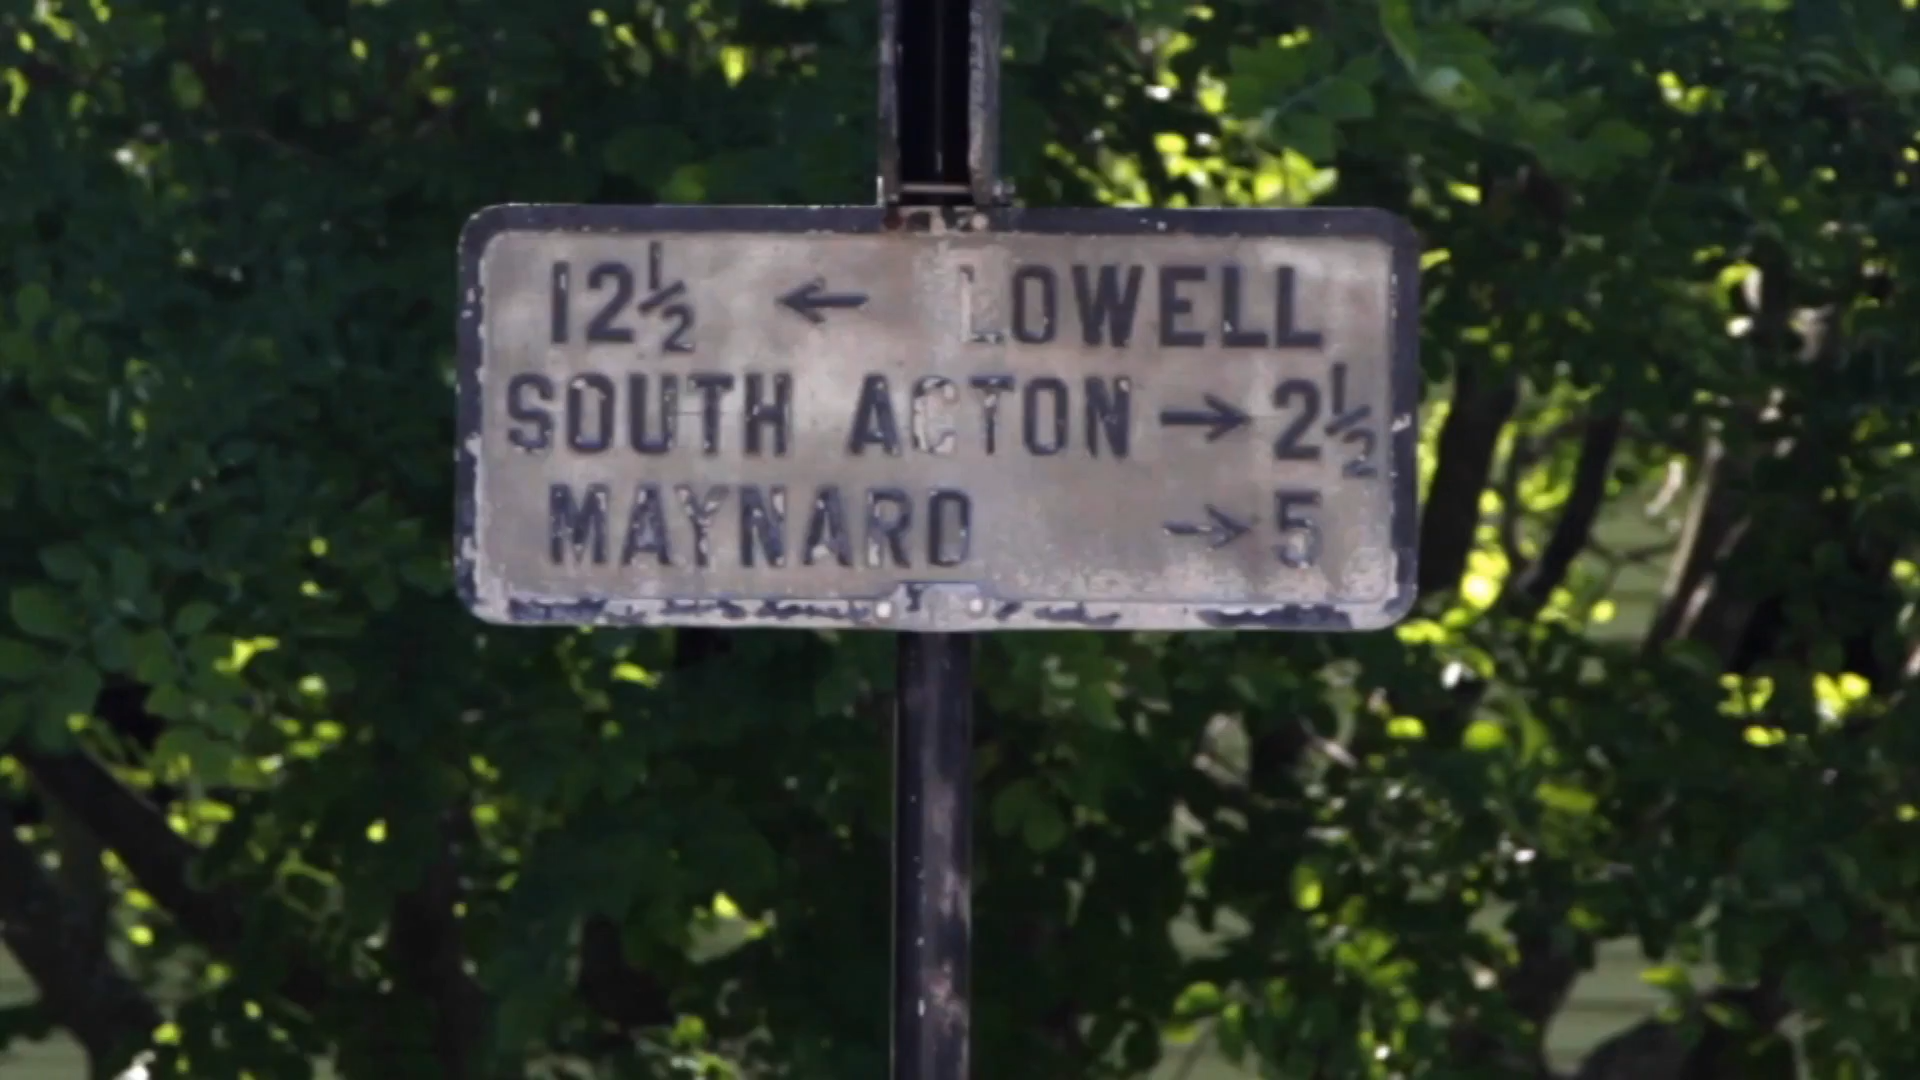 12½ ← LOWELL
SOUTH ACTON → 2½
MAYNARD → 5